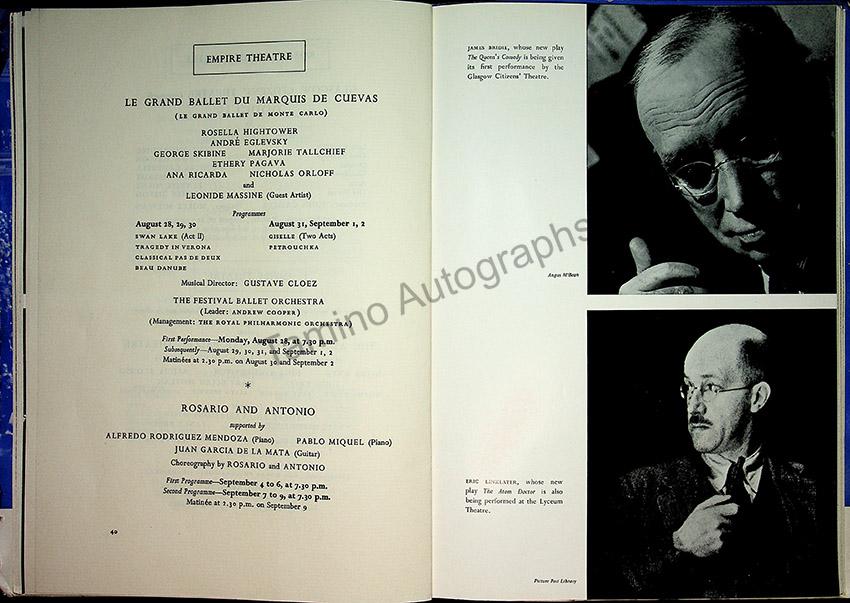 EMPIRE THEATRE
LE GRAND BALLET DU MARQUIS DE CUEVAS
(LE GRAND BALLET DE MONTE CARLO)
ROSELLA HIGHTOWER
ANDRÉ EGLEVSKY
GEORGE SKIBINE MARJORIE TALLCHIEF
ETHERY PAGAVA
ANA RICARDA NICHOLAS ORLOFF
and
LEONIDE MASSINE (Guest Artist)
Programmes
August 28, 29, 30 August 31, September 1, 2
SWAN LAKE (Act II) GISELLE (Two Acts)
TRAGEDY IN VERONA PETROUCHKA
CLASSICAL PAS DE DEUX
BEAU DANUBE
Musical Director: GUSTAVE CLOEZ
THE FESTIVAL BALLET ORCHESTRA
(Leader: ANDREW COOPER)
(Management: THE ROYAL PHILHARMONIC ORCHESTRA)
First Performance—Monday, August 28, at 7.30 p.m.
Subsequently—August 29, 30, 31, and September 1, 2
Matinées at 2.30 p.m. on August 30 and September 2
*
ROSARIO AND ANTONIO
supported by
ALFREDO RODRIGUEZ MENDOZA (Piano) PABLO MIQUEL (Piano)
JUAN GARCIA DE LA MATA (Guitar)
Choreography by ROSARIO and ANTONIO
First Programme—September 4 to 6, at 7.30 p.m.
Second Programme—September 7 to 9, at 7.30 p.m.
Matinée at 2.30 p.m. on September 9
40
JAMES BRIDIE, whose new play
The Queen's Comedy is being given
its first performance by the
Glasgow Citizens' Theatre.
Angus McBean
ERIC LINKLATER, whose new
play The Atom Doctor is also
being performed at the Lyceum
Theatre.
Picture Post Library
Tamino Autographs